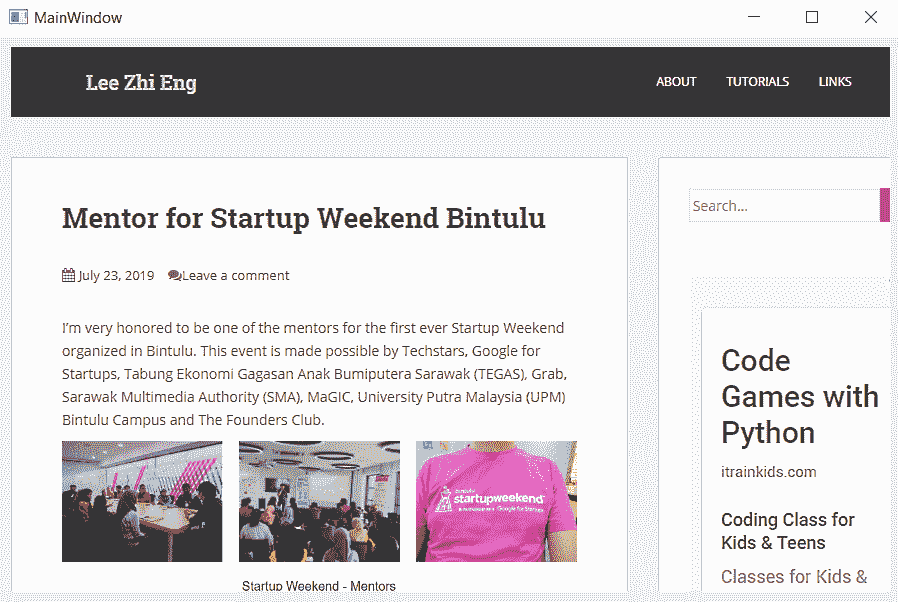 MainWindow
Lee Zhi Eng
ABOUT TUTORIALS LINKS
Mentor for Startup Weekend Bintulu
July 23, 2019 Leave a comment
I'm very honored to be one of the mentors for the first ever Startup Weekend
organized in Bintulu. This event is made possible by Techstars, Google for
Startups, Tabung Ekonomi Gagasan Anak Bumiputera Sarawak (TEGAS), Grab,
Sarawak Multimedia Authority (SMA), MaGIC, University Putra Malaysia (UPM)
Bintulu Campus and The Founders Club.
startupweekend
Startup Weekend - Mentors
Search...
Code
Games with
Python
itrainkids.com
Coding Class for
Kids & Teens
Classes for Kids &